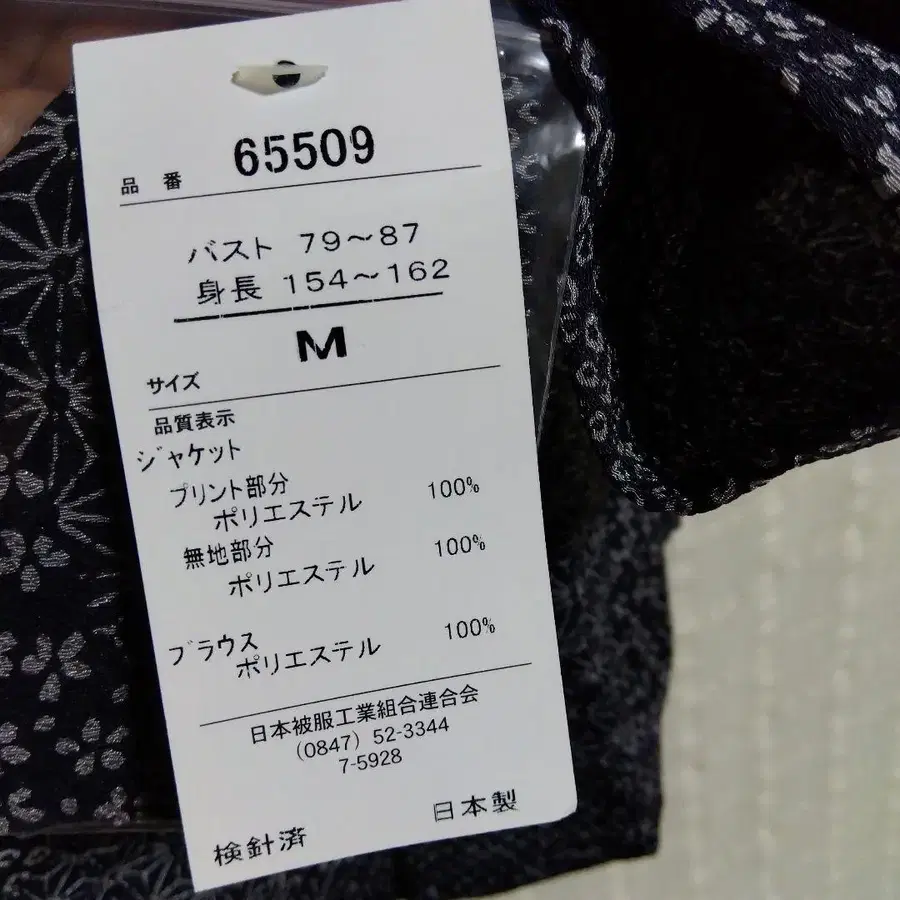 品番 65509
バスト 79～87
身長 154～162
M
サイズ
品質表示
ジャケット
プリント部分
ポリエステル 100%
無地部分
ポリエステル 100%
ブラウス
ポリエステル 100%
日本被服工業組合連合会
(0847) 52-3344
7-5928
日本製
検針済